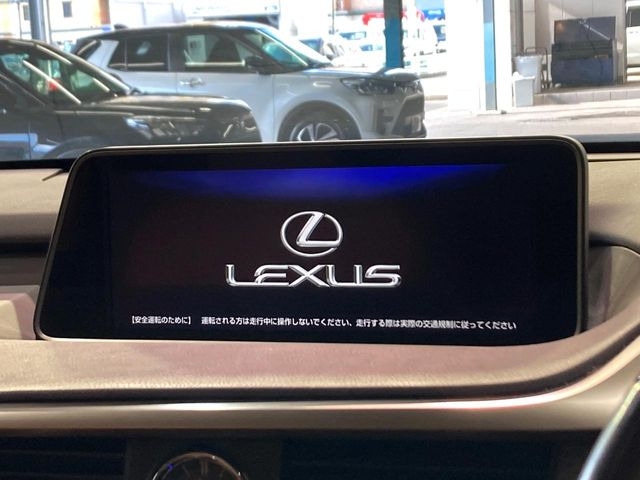 LEXUS
【安全運転のために】 運転される方は走行中に操作しないでください、走行する際は実際の交通規制に従ってください